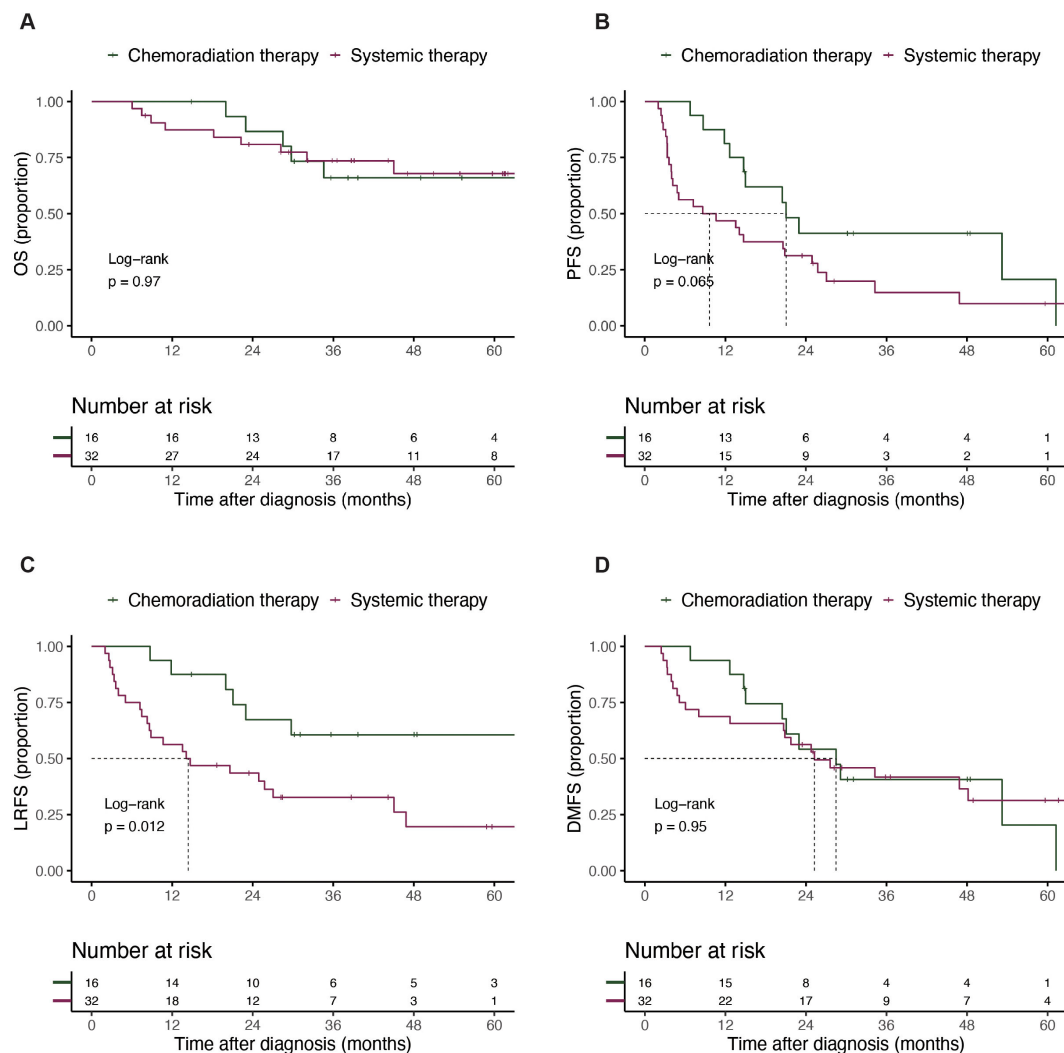 A
Chemoradiation therapy Systemic therapy
OS (proportion)
1.00
0.75
0.50
0.25
0.00
Log-rank
p = 0.97
0 12 24 36 48 60
Number at risk
16 16 13 8 6 4
32 27 24 17 11 8
0 12 24 36 48 60
Time after diagnosis (months)
B
Chemoradiation therapy Systemic therapy
PFS (proportion)
1.00
0.75
0.50
0.25
0.00
Log-rank
p = 0.065
0 12 24 36 48 60
Number at risk
16 13 6 4 4 1
32 15 9 3 2 1
0 12 24 36 48 60
Time after diagnosis (months)
C
Chemoradiation therapy Systemic therapy
LRFS (proportion)
1.00
0.75
0.50
0.25
0.00
Log-rank
p = 0.012
0 12 24 36 48 60
Number at risk
16 14 10 6 5 3
32 18 12 7 3 1
0 12 24 36 48 60
Time after diagnosis (months)
D
Chemoradiation therapy Systemic therapy
DMFS (proportion)
1.00
0.75
0.50
0.25
0.00
Log-rank
p = 0.95
0 12 24 36 48 60
Number at risk
16 15 8 4 4 1
32 22 17 9 7 4
0 12 24 36 48 60
Time after diagnosis (months)